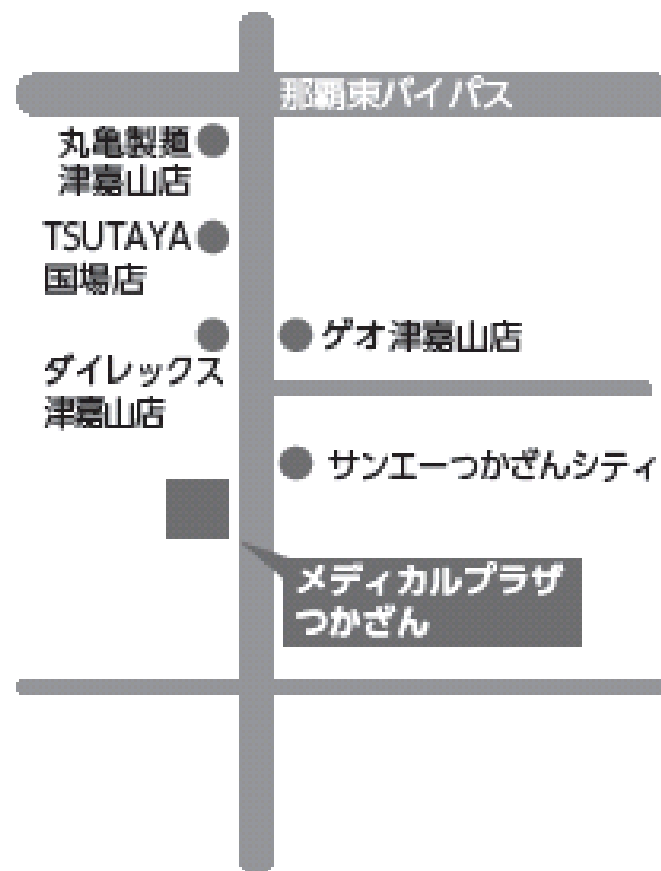 那覇東バイパス
丸亀製麺
津嘉山店
TSUTAYA
国場店
ゲオ津嘉山店
ダイレックス
津嘉山店
サンエーつかざんシティ
メディカルプラザ
つかざん